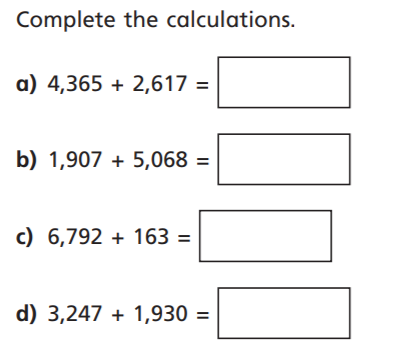 Complete the calculations.
a) 4,365 + 2,617 =
b) 1,907 + 5,068 =
c) 6,792 + 163 =
d) 3,247 + 1,930 =